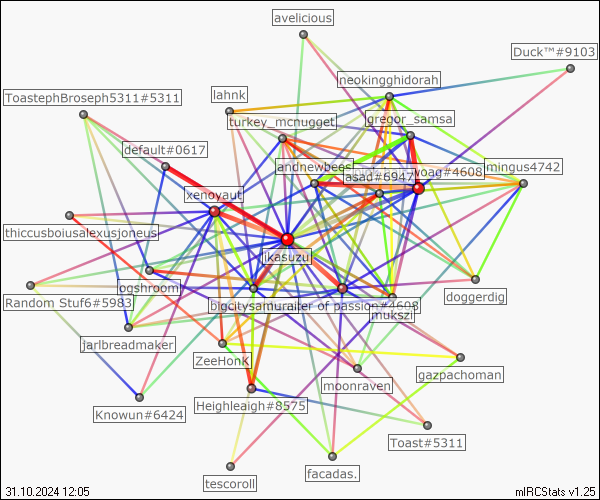 avelicious
Duck™#9103
neokingghidorah
lahnk
ToastephBroseph5311#5311
turkey_mcnugget
gregor_samsa
default#0617
andnewbees
asad#6947
woag#4608
mingus4742
xenoyaut
thiccusboiusalexusjoneus
ikasuzu
ogshroom
doggerdig
Random Stuf6#5983
bigcitysamuraiter of passion#4608
mukszi
jarlbreadmaker
ZeeHonk
gazpachoman
moonraven
Heighleaigh#8575
Knowun#6424
Toast#5311
tescoroll
facadas.
31.10.2024 12:05
mIRCStats v1.25